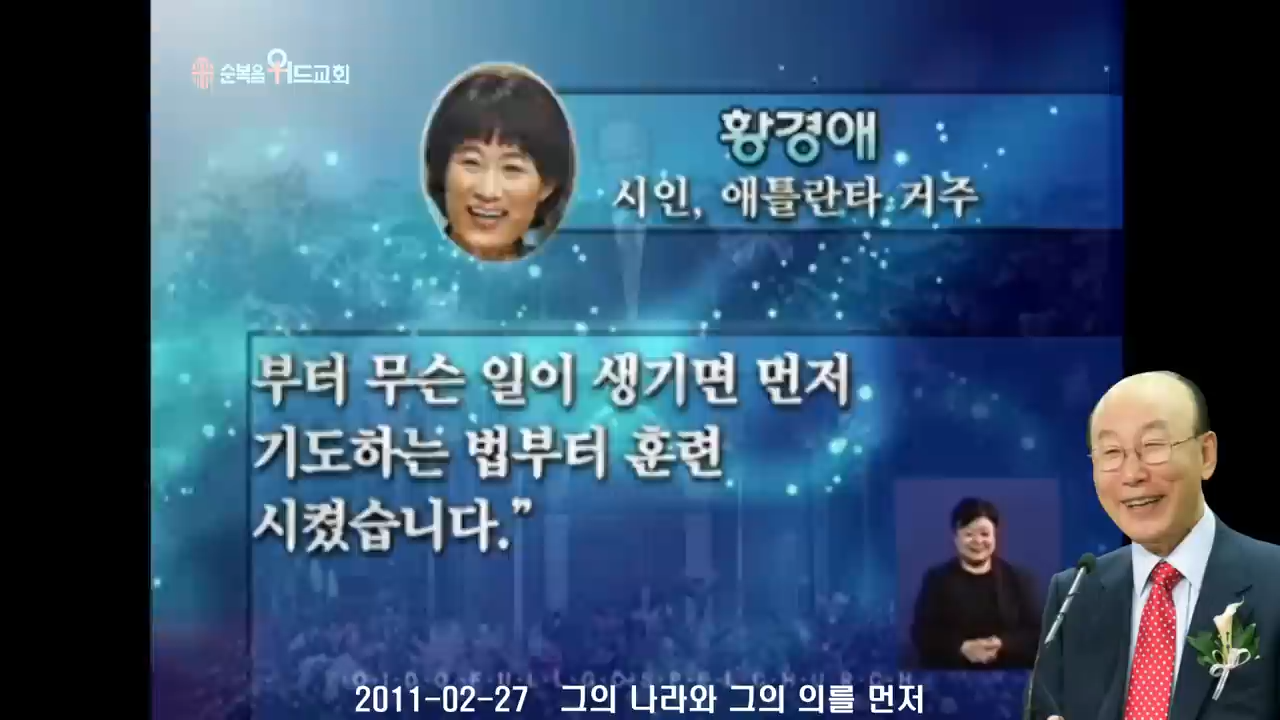 순복음워드교회
황경애
시인, 애틀란타 거주
부터 무슨 일이 생기면 먼저
기도하는 법부터 훈련
시켰습니다.”
FULL GOSPEL CHURCH
2011-02-27 그의 나라와 그의 의를 먼저